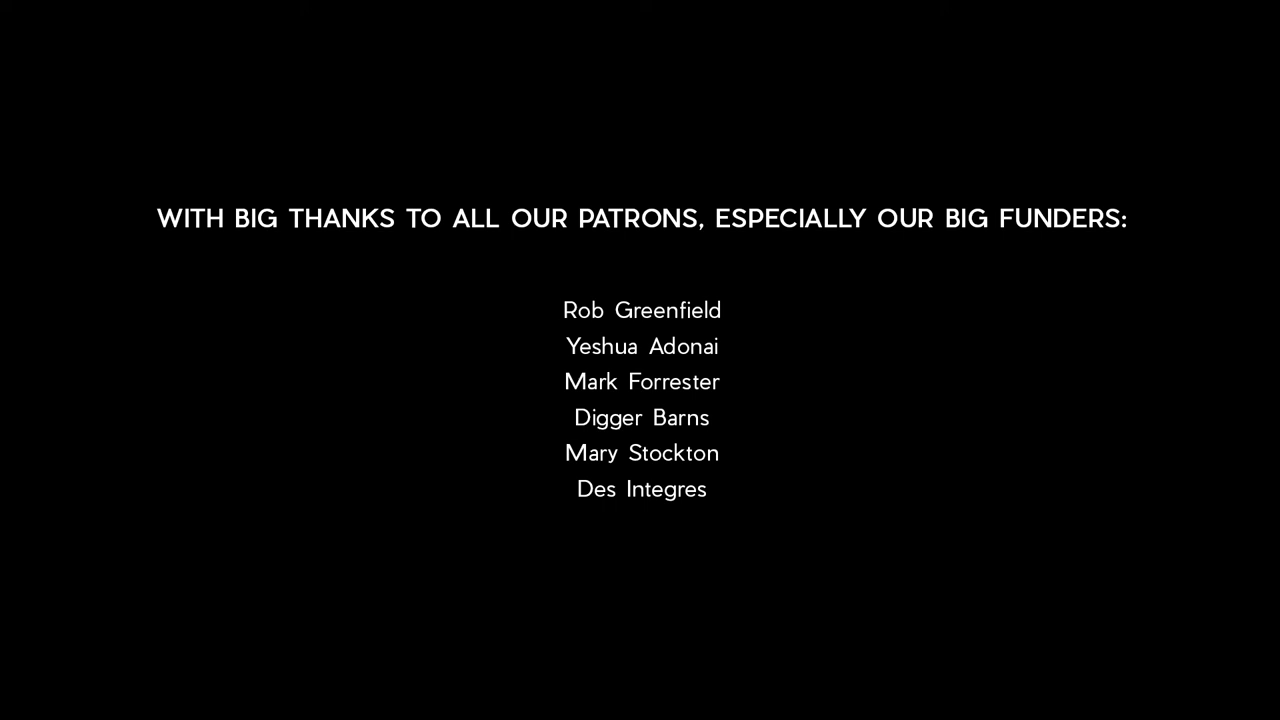 WITH BIG THANKS TO ALL OUR PATRONS, ESPECIALLY OUR BIG FUNDERS:
Rob Greenfield
Yeshua Adonai
Mark Forrester
Digger Barns
Mary Stockton
Des Integres